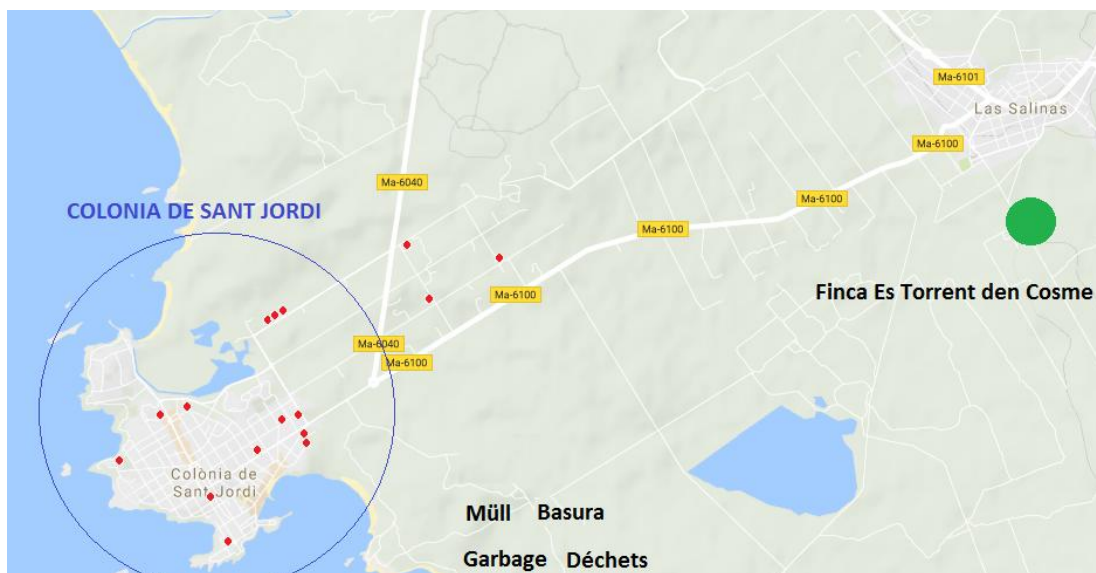 Ma-6101
Las Salinas
Ma-6100
Ma-6040
Ma-6100
COLONIA DE SANT JORDI
Ma-6100
Finca Es Torrent den Cosme
Ma-6100
Ma-6040
Ma-6100
Colònia de
Sant Jordi
Müll Basura
Garbage Déchets